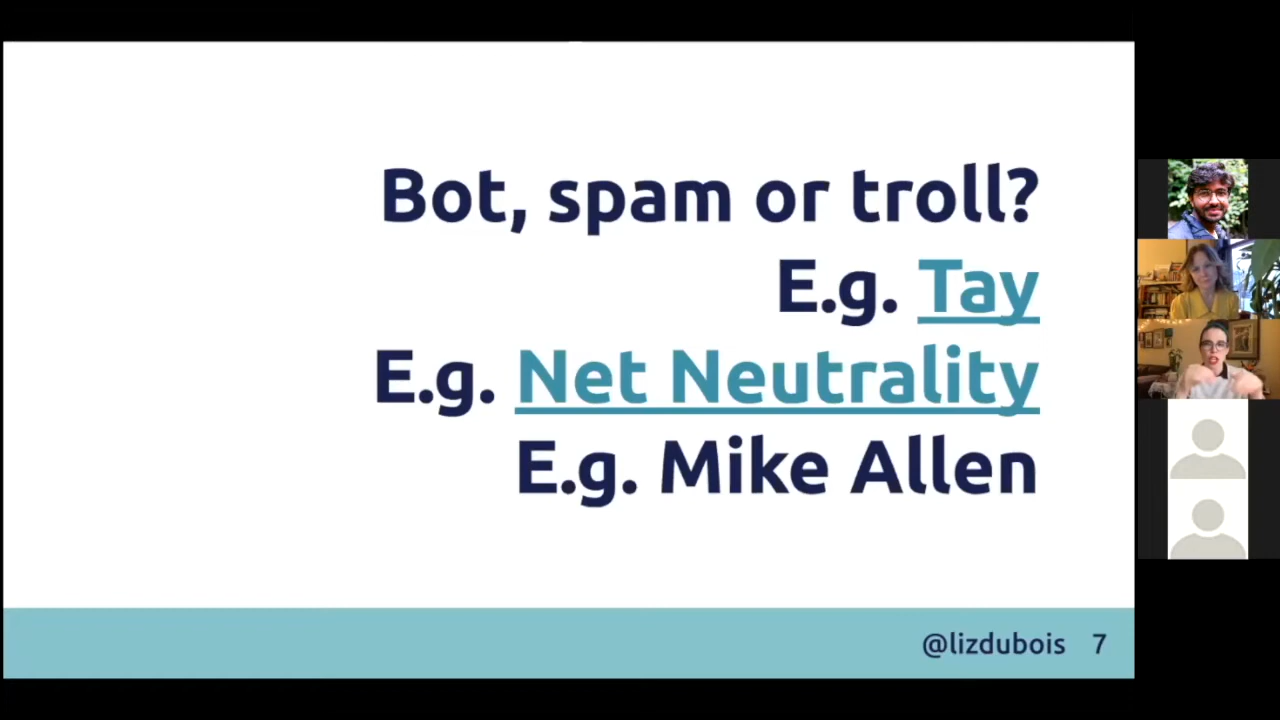 Bot, spam or troll?
E.g. Tay
E.g. Net Neutrality
E.g. Mike Allen
@lizdubois 7